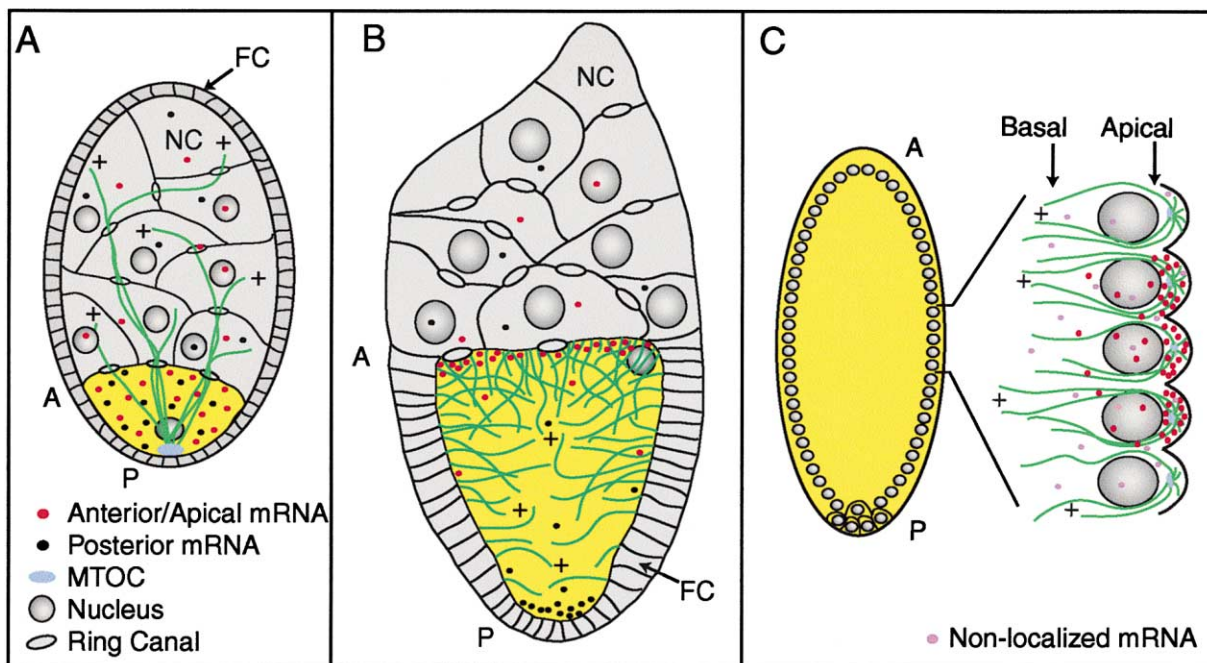 A
FC
NC
+
+
+
+
+
A
P
Anterior/Apical mRNA
Posterior mRNA
MTOC
Nucleus
Ring Canal
B
NC
A
+
+
+
P
FC
C
A
P
Basal
Apical
+
+
+
+
Non-localized mRNA